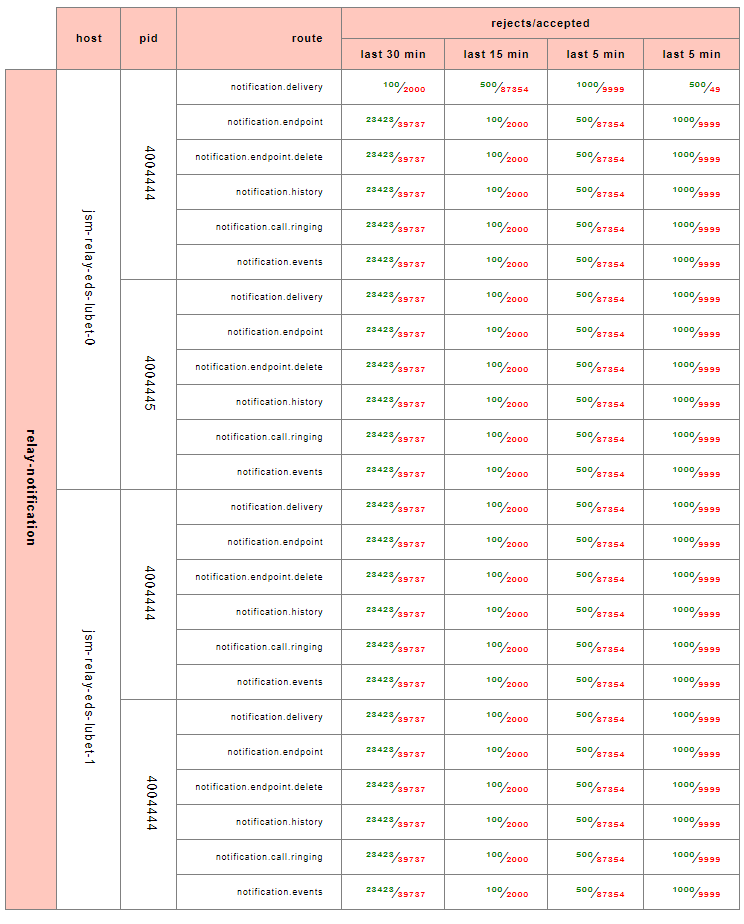 host pid route rejects/accepted
last 30 min last 15 min last 5 min last 5 min
relay-notification
jsm-relay-eds-lubet-0
4004444
notification.delivery 100/2000 500/87354 1000/9999 500/49
notification.endpoint 23423/39737 100/2000 500/87354 1000/9999
notification.endpoint.delete 23423/39737 100/2000 500/87354 1000/9999
notification.history 23423/39737 100/2000 500/87354 1000/9999
notification.call.ringing 23423/39737 100/2000 500/87354 1000/9999
notification.events 23423/39737 100/2000 500/87354 1000/9999
4004445
notification.delivery 23423/39737 100/2000 500/87354 1000/9999
notification.endpoint 23423/39737 100/2000 500/87354 1000/9999
notification.endpoint.delete 23423/39737 100/2000 500/87354 1000/9999
notification.history 23423/39737 100/2000 500/87354 1000/9999
notification.call.ringing 23423/39737 100/2000 500/87354 1000/9999
notification.events 23423/39737 100/2000 500/87354 1000/9999
jsm-relay-eds-lubet-1
4004444
notification.delivery 23423/39737 100/2000 500/87354 1000/9999
notification.endpoint 23423/39737 100/2000 500/87354 1000/9999
notification.endpoint.delete 23423/39737 100/2000 500/87354 1000/9999
notification.history 23423/39737 100/2000 500/87354 1000/9999
notification.call.ringing 23423/39737 100/2000 500/87354 1000/9999
notification.events 23423/39737 100/2000 500/87354 1000/9999
4004444
notification.delivery 23423/39737 100/2000 500/87354 1000/9999
notification.endpoint 23423/39737 100/2000 500/87354 1000/9999
notification.endpoint.delete 23423/39737 100/2000 500/87354 1000/9999
notification.history 23423/39737 100/2000 500/87354 1000/9999
notification.call.ringing 23423/39737 100/2000 500/87354 1000/9999
notification.events 23423/39737 100/2000 500/87354 1000/9999